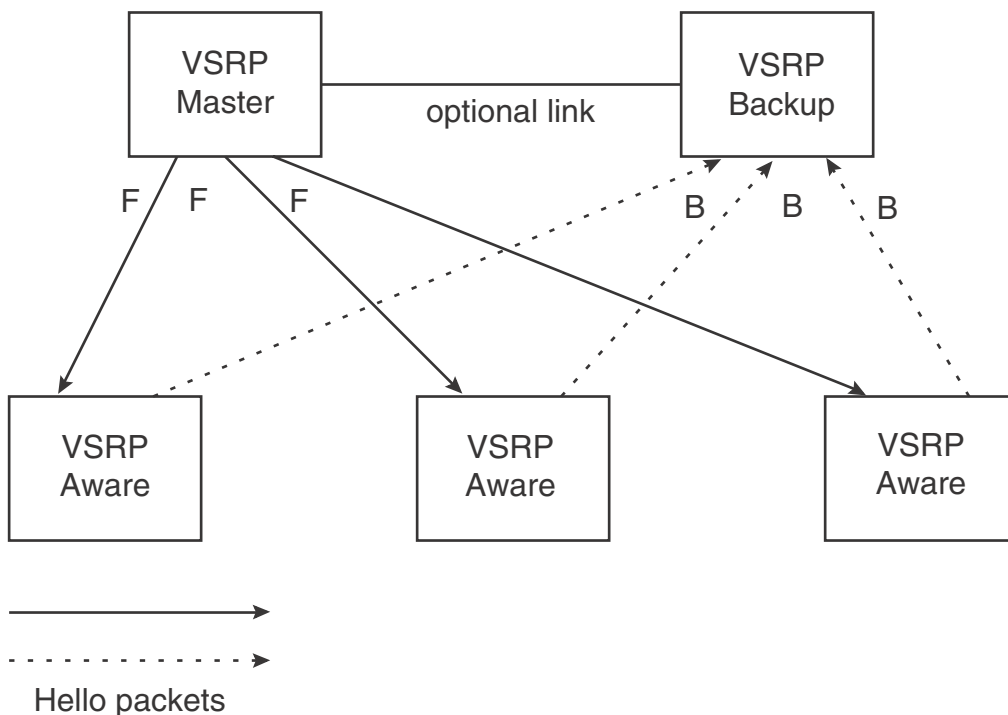 VSRP
Master
VSRP
Backup
optional link
F
F
F
B
B
B
VSRP
Aware
VSRP
Aware
VSRP
Aware
Hello packets